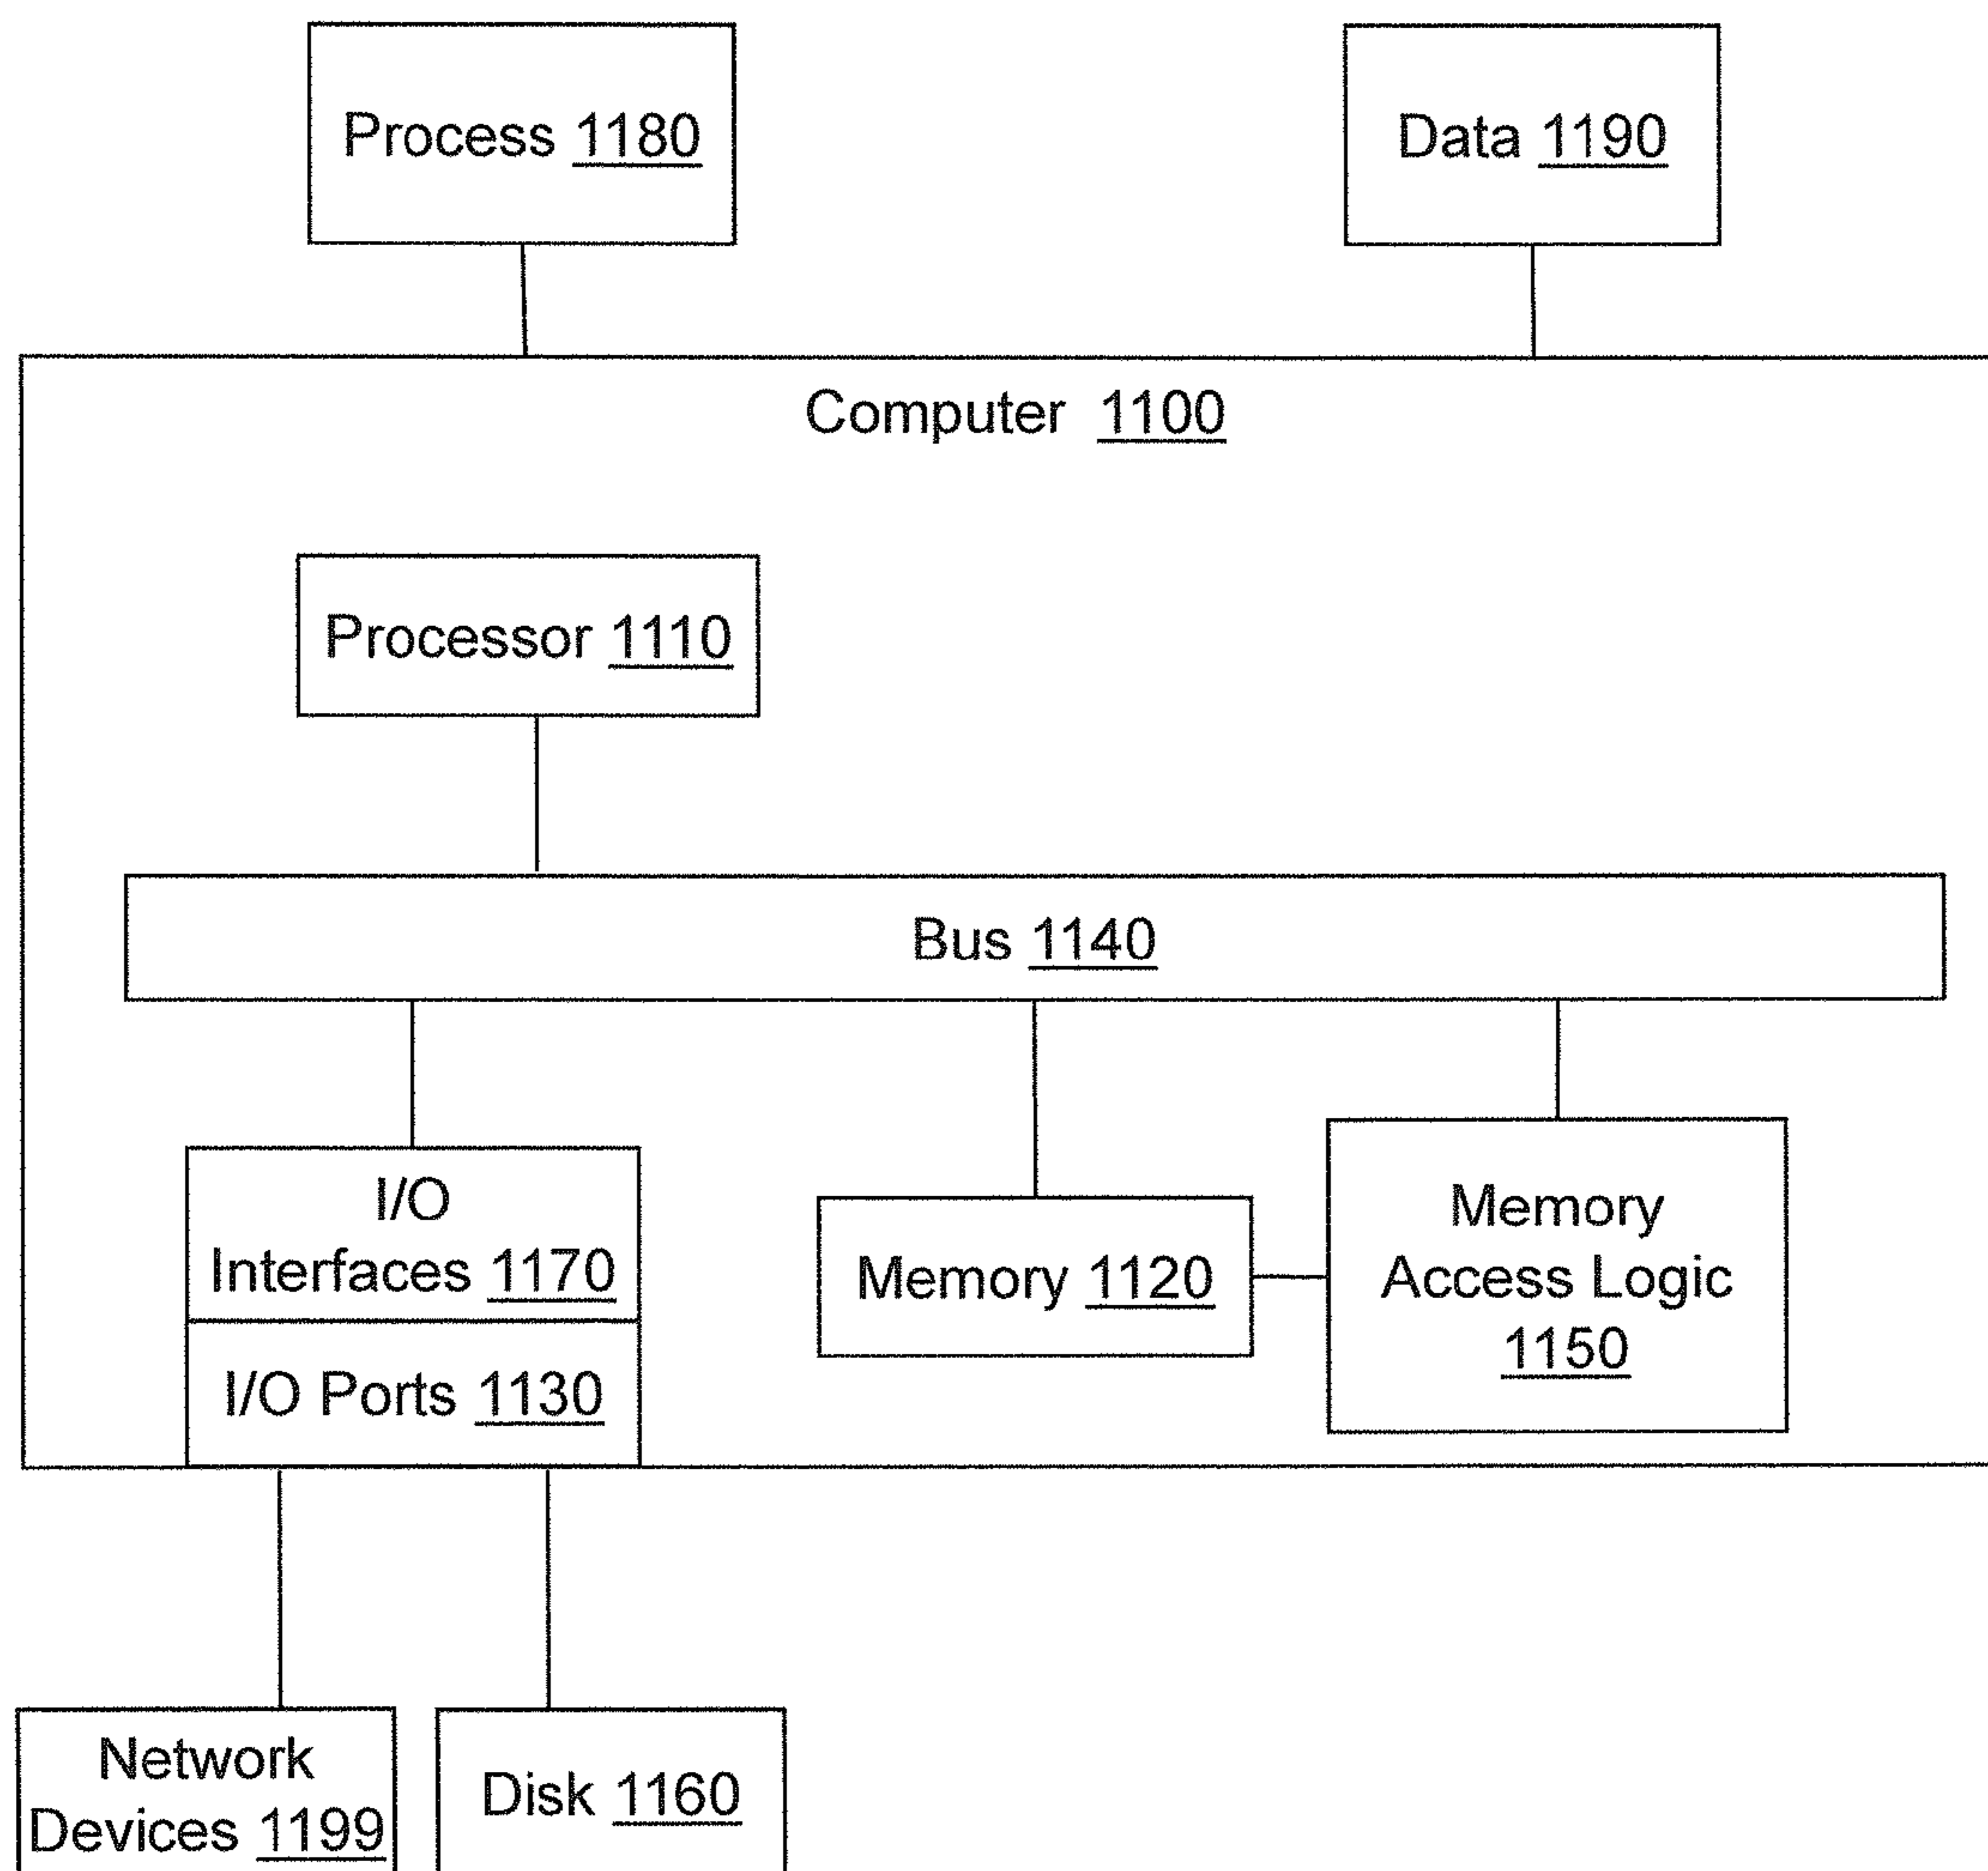 Process 1180
Data 1190
Computer 1100
Processor 1110
Bus 1140
I/O
Interfaces 1170
I/O Ports 1130
Memory 1120
Memory
Access Logic
1150
Network
Devices 1199
Disk 1160